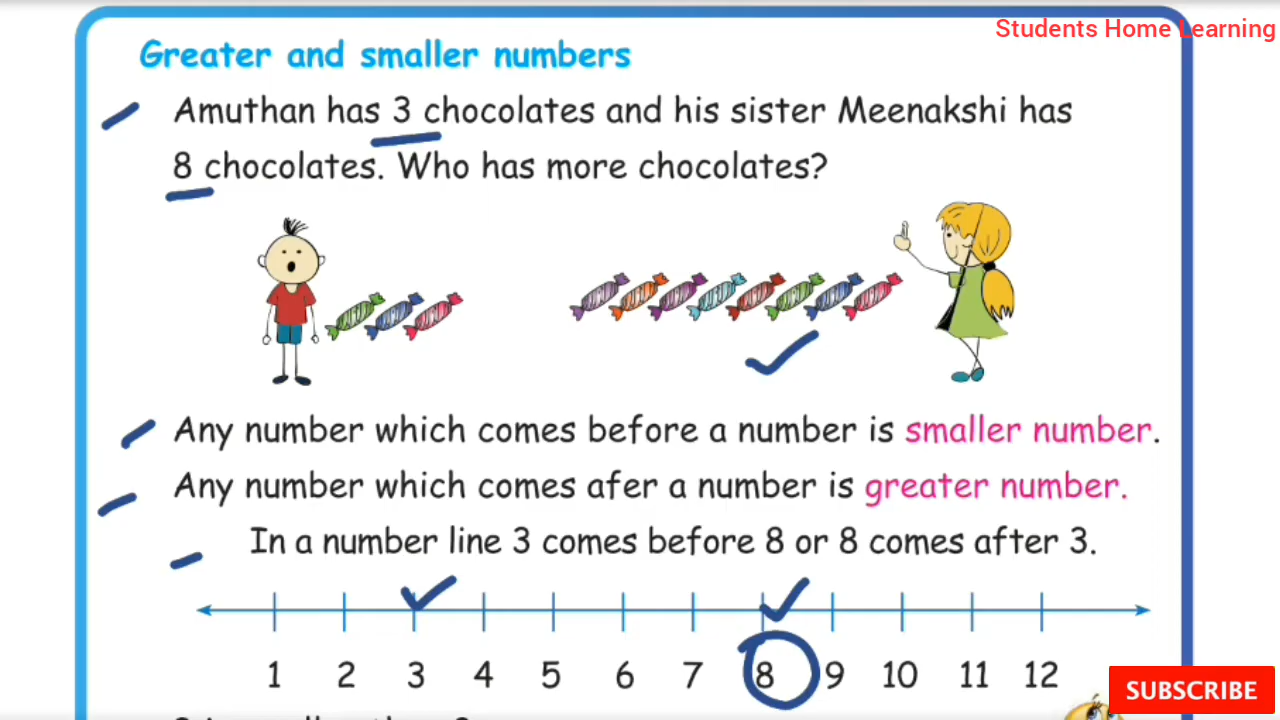 Students Home Learning
Greater and smaller numbers
Amuthan has 3 chocolates and his sister Meenakshi has
8 chocolates. Who has more chocolates?
Any number which comes before a number is smaller number.
Any number which comes afer a number is greater number.
In a number line 3 comes before 8 or 8 comes after 3.
1 2 3 4 5 6 7 8 9 10 11 12
SUBSCRIBE